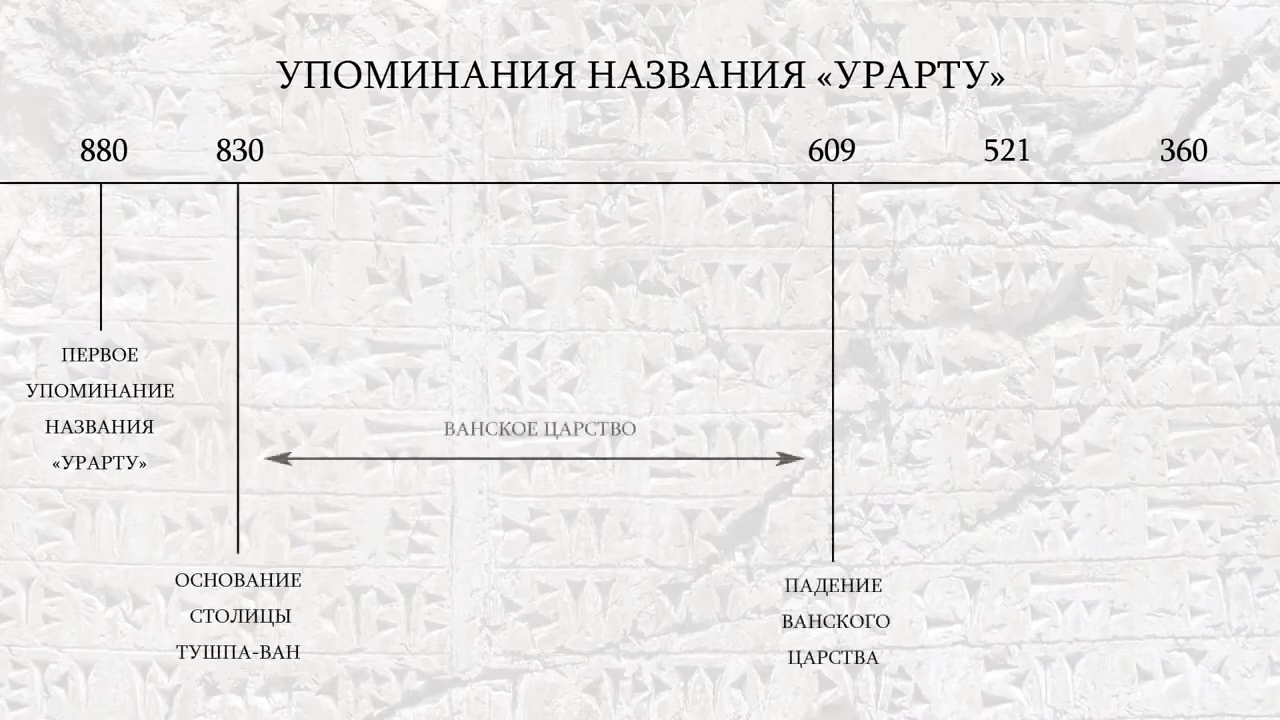 УПОМИНАНИЯ НАЗВАНИЯ «УРАРТУ»
880 830 609 521 360
ПЕРВОЕ
УПОМИНАНИЕ
НАЗВАНИЯ
«УРАРТУ»
ВАНСКОЕ ЦАРСТВО
ОСНОВАНИЕ
СТОЛИЦЫ
ТУШПА-ВАН
ПАДЕНИЕ
ВАНСКОГО
ЦАРСТВА